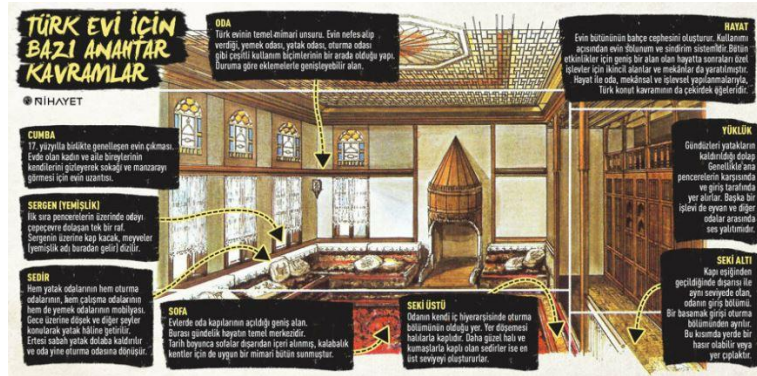 TÜRK EVİ İÇİN
BAZI ANAHTAR
KAVRAMLAR
NİHAYET
ODA
Türk evinin temel mimari unsuru. Evin nefes alıp
verdiği, yemek odası, yatak odası, oturma odası
gibi çeşitli kullanım biçimlerinin bir arada olduğu yapı.
Duruma göre eklemelerle genişleyebilir alan.
HAYAT
Evin bütününün bahçe cephesini oluşturur. Kullanımı
açısından evin solunum ve sindirim sistemidir. Bütün
etkinlikler için geniş bir alan olan hayatta sonraları özel
işlevler için ikincil alanlar ve mekânlar da yaratılmıştır.
Hayat ile oda, mekânsal ve işlevsel yapılanmalarıyla,
Türk konut kavramının da çekirdek öğeleridir.
CUMBA
17. yüzyılla birlikte genelleşen evin çıkması.
Evde olan kadın ve aile bireylerinin
kendilerini gizleyerek sokağı ve manzarayı
görmesi için evin uzantısı.
YÜKLÜK
Gündüzleri yatakların
kaldırıldığı dolap
Genellikle'ana
pencerelerin karşısında
ve giriş tarafında
yer alırlar. Başka bir
işlevi de eyvan ve diğer
odalar arasında
ses yalıtımıdır.
SERGEN (YEMİŞLİK)
İlk sıra pencerelerin üzerinde odayı
çepeçevre dolaşan tek bir raf.
Sergenin üzerine kap kacak, meyveler
(yemişlik adı buradan gelir) dizilir.
SEDİR
Hem yatak odalarının hem oturma
odalarının, hem çalışma odalarının
hem de yemek odalarının mobilyası.
Gece üzerine döşek ve diğer şeyler
konularak yatak hâline getirilir.
Ertesi sabah yatak dolaba kaldırılır
ve oda yine oturma odasına dönüşür.
SOFA
Evlerde oda kapılarının açıldığı geniş alan.
Burası gündelik hayatın temel merkezidir.
Tarih boyunca sofalar dışarıdan içeri alınmış, kalabalık
kentler için de uygun bir mimari bütün sunmuştur.
SEKİ ÜSTÜ
Odanın kendi iç hiyerarşisinde oturma
bölümünün olduğu yer. Yer döşemesi
halılarla kaplıdır. Daha güzel halı ve
kumaşlarla kaplı olan sedirler ise en
üst seviyeyi oluştururlar.
SEKİ ALTI
Kapı eşiğinden
geçildiğinde dışarısı ile
aynı seviyede olan,
odanın giriş bölümü.
Bir basamak girişi oturma
bölümünden ayrılır.
Bu kısımda yerde bir
hasır olabilir veya
yer çıplaktır.